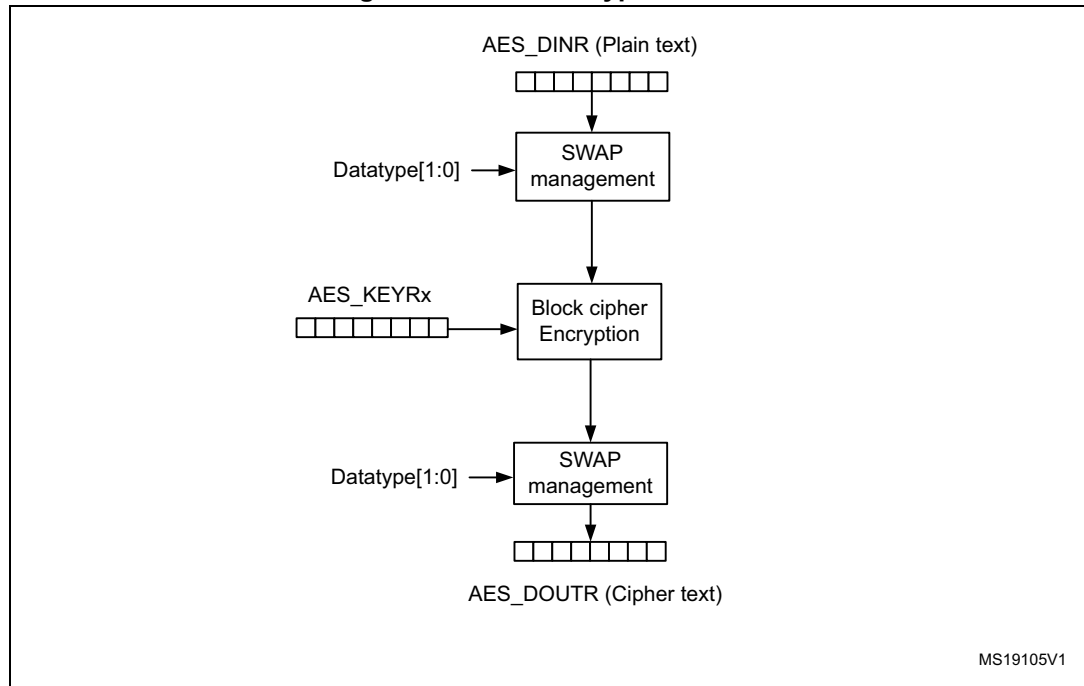 AES_DINR (Plain text)
SWAP
management
Datatype[1:0]
AES_KEYRx
Block cipher
Encryption
SWAP
management
Datatype[1:0]
AES_DOUTR (Cipher text)
MS19105V1